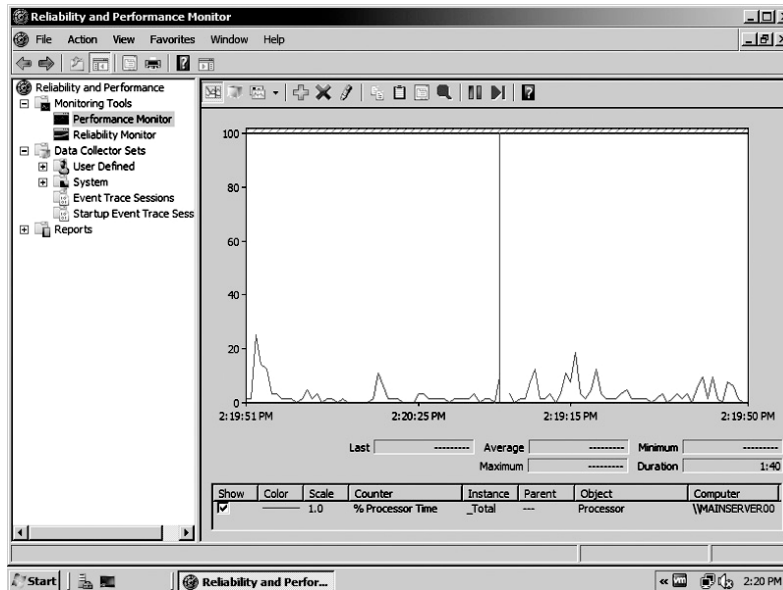 Reliability and Performance Monitor
File Action View Favorites Window Help
Reliability and Performance
Monitoring Tools
Performance Monitor
Reliability Monitor
Data Collector Sets
User Defined
System
Event Trace Sessions
Startup Event Trace Sess
Reports
100
80
60
40
20
0
2:19:51 PM 2:20:25 PM 2:19:15 PM 2:19:50 PM
Last --------- Average --------- Minimum ---------
Maximum --------- Duration 1:40
Show Color Scale Counter Instance Parent Object Computer
1.0 % Processor Time _Total --- Processor \\MAINSERVER00
Start Reliability and Perfor... « 2:20 PM